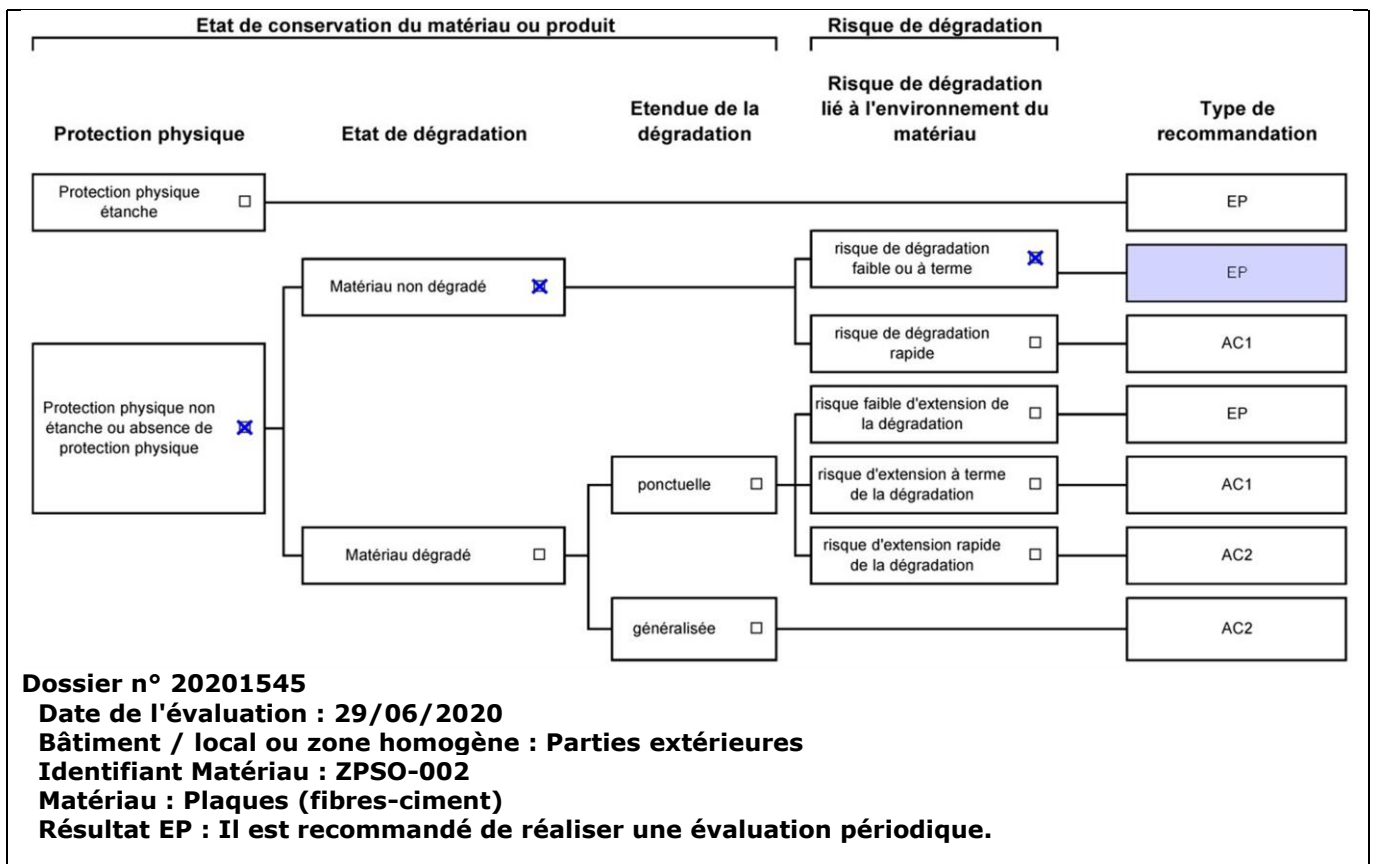 Etat de conservation du matériau ou produit
Risque de dégradation
Protection physique
Etat de dégradation
Etendue de la
dégradation
Risque de dégradation
lié à l'environnement du
matériau
Type de
recommandation
Protection physique
étanche
EP
risque de dégradation
faible ou à terme
EP
Matériau non dégradé
risque de dégradation
rapide
AC1
Protection physique non
étanche ou absence de
protection physique
risque faible d'extension de
la dégradation
EP
ponctuelle
risque d'extension à terme
de la dégradation
AC1
Matériau dégradé
risque d'extension rapide
de la dégradation
AC2
généralisée
AC2
Dossier n° 20201545
Date de l'évaluation : 29/06/2020
Bâtiment / local ou zone homogène : Parties extérieures
Identifiant Matériau : ZPSO-002
Matériau : Plaques (fibres-ciment)
Résultat EP : Il est recommandé de réaliser une évaluation périodique.